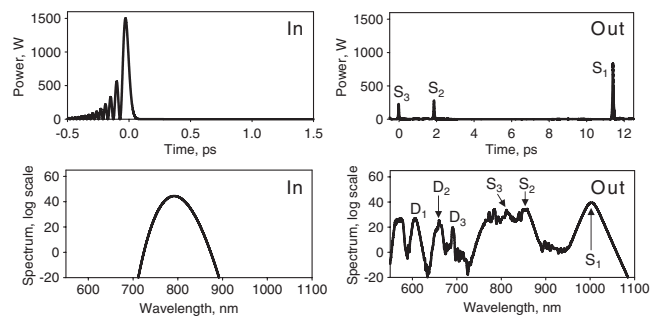 In
Power, W
1500
1000
500
0
-0.5
0.0
0.5
1.0
1.5
Time, ps
Out
Power, W
1500
1000
500
0
S3
S2
S1
0
2
4
6
8
10
12
Time, ps
In
Spectrum, log scale
60
40
20
0
-20
600
700
800
900
1000
1100
Wavelength, nm
Out
Spectrum, log scale
60
40
20
0
-20
D1
D2
D3
S3
S2
S1
600
700
800
900
1000
1100
Wavelength, nm